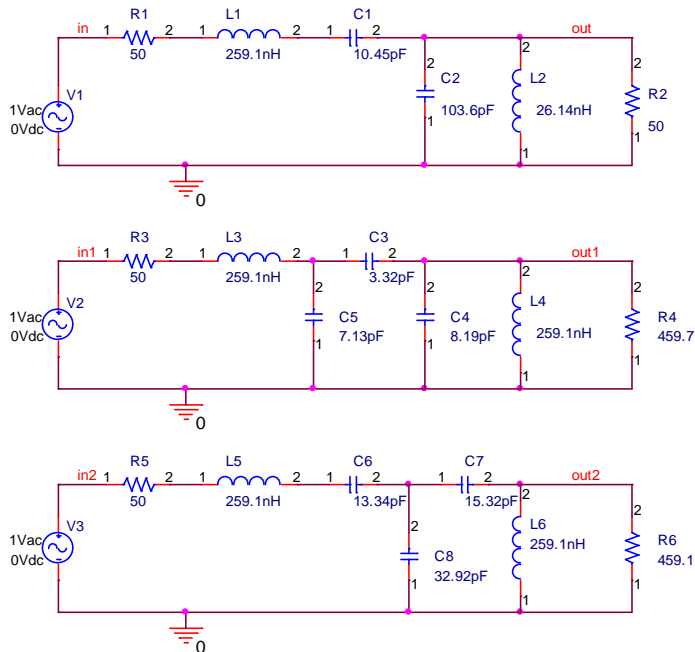 in 1 R1 2 1 L1 2 1 C1 2 out
50 259.1nH 10.45pF
2 C2 2 L2 2
V1 R2
1Vac 103.6pF 26.14nH 50
0Vdc 1 1 1
0
in1 1 R3 2 1 L3 2 1 C3 2 out1
50 259.1nH 3.32pF
2 2 2 L4 2
V2 C5 C4 R4
1Vac 7.13pF 8.19pF 259.1nH 459.7
0Vdc 1 1 1 1
0
in2 1 R5 2 1 L5 2 1 C6 2 1 C7 2 out2
50 259.1nH 13.34pF 15.32pF
2 2 L6 2
V3 259.1nH R6
1Vac C8 459.1
0Vdc 32.92pF
1 1 1
0